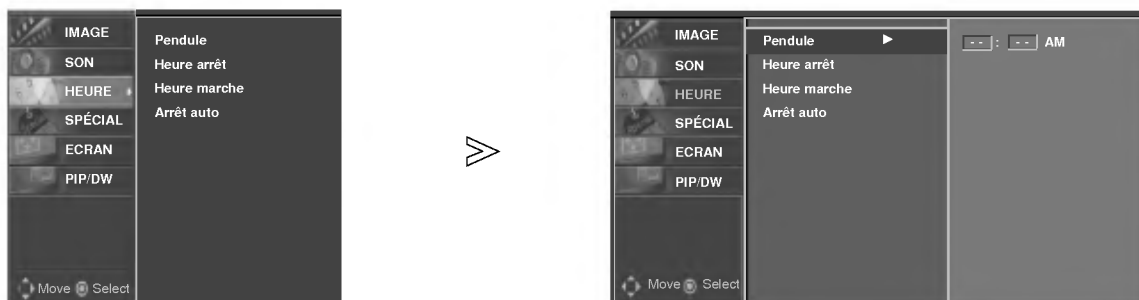 IMAGE
SON
HEURE
SPÉCIAL
ECRAN
PIP/DW
Move Select
Pendule
Heure arrêt
Heure marche
Arrêt auto
IMAGE
SON
HEURE
SPÉCIAL
ECRAN
PIP/DW
Move Select
Pendule
Heure arrêt
Heure marche
Arrêt auto
- - : - - AM